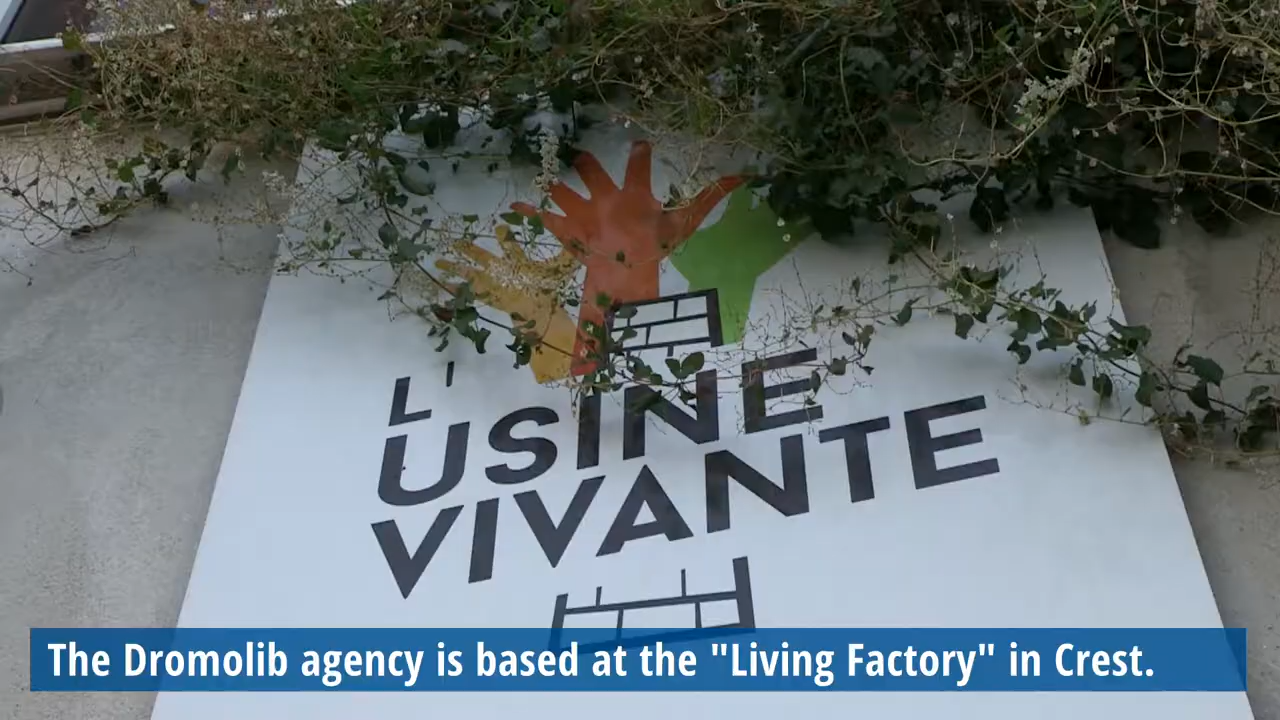 L'
USINE
VIVANTE
The Dromolib agency is based at the "Living Factory" in Crest.